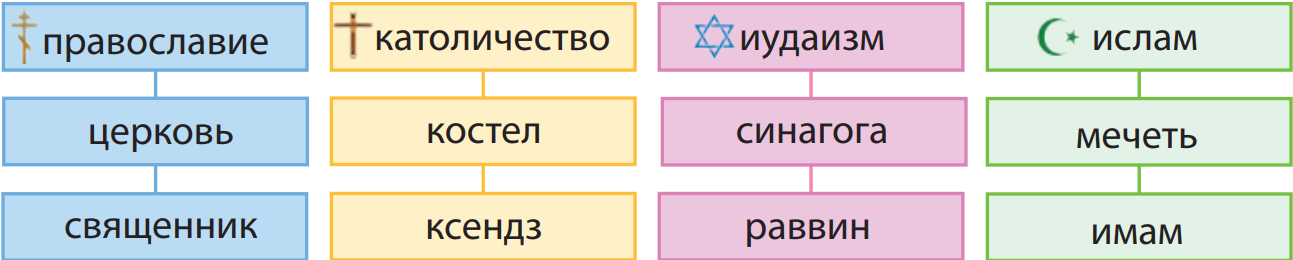 православие
католичество
иудаизм
ислам
церковь
костел
синагога
мечеть
священник
ксендз
раввин
имам